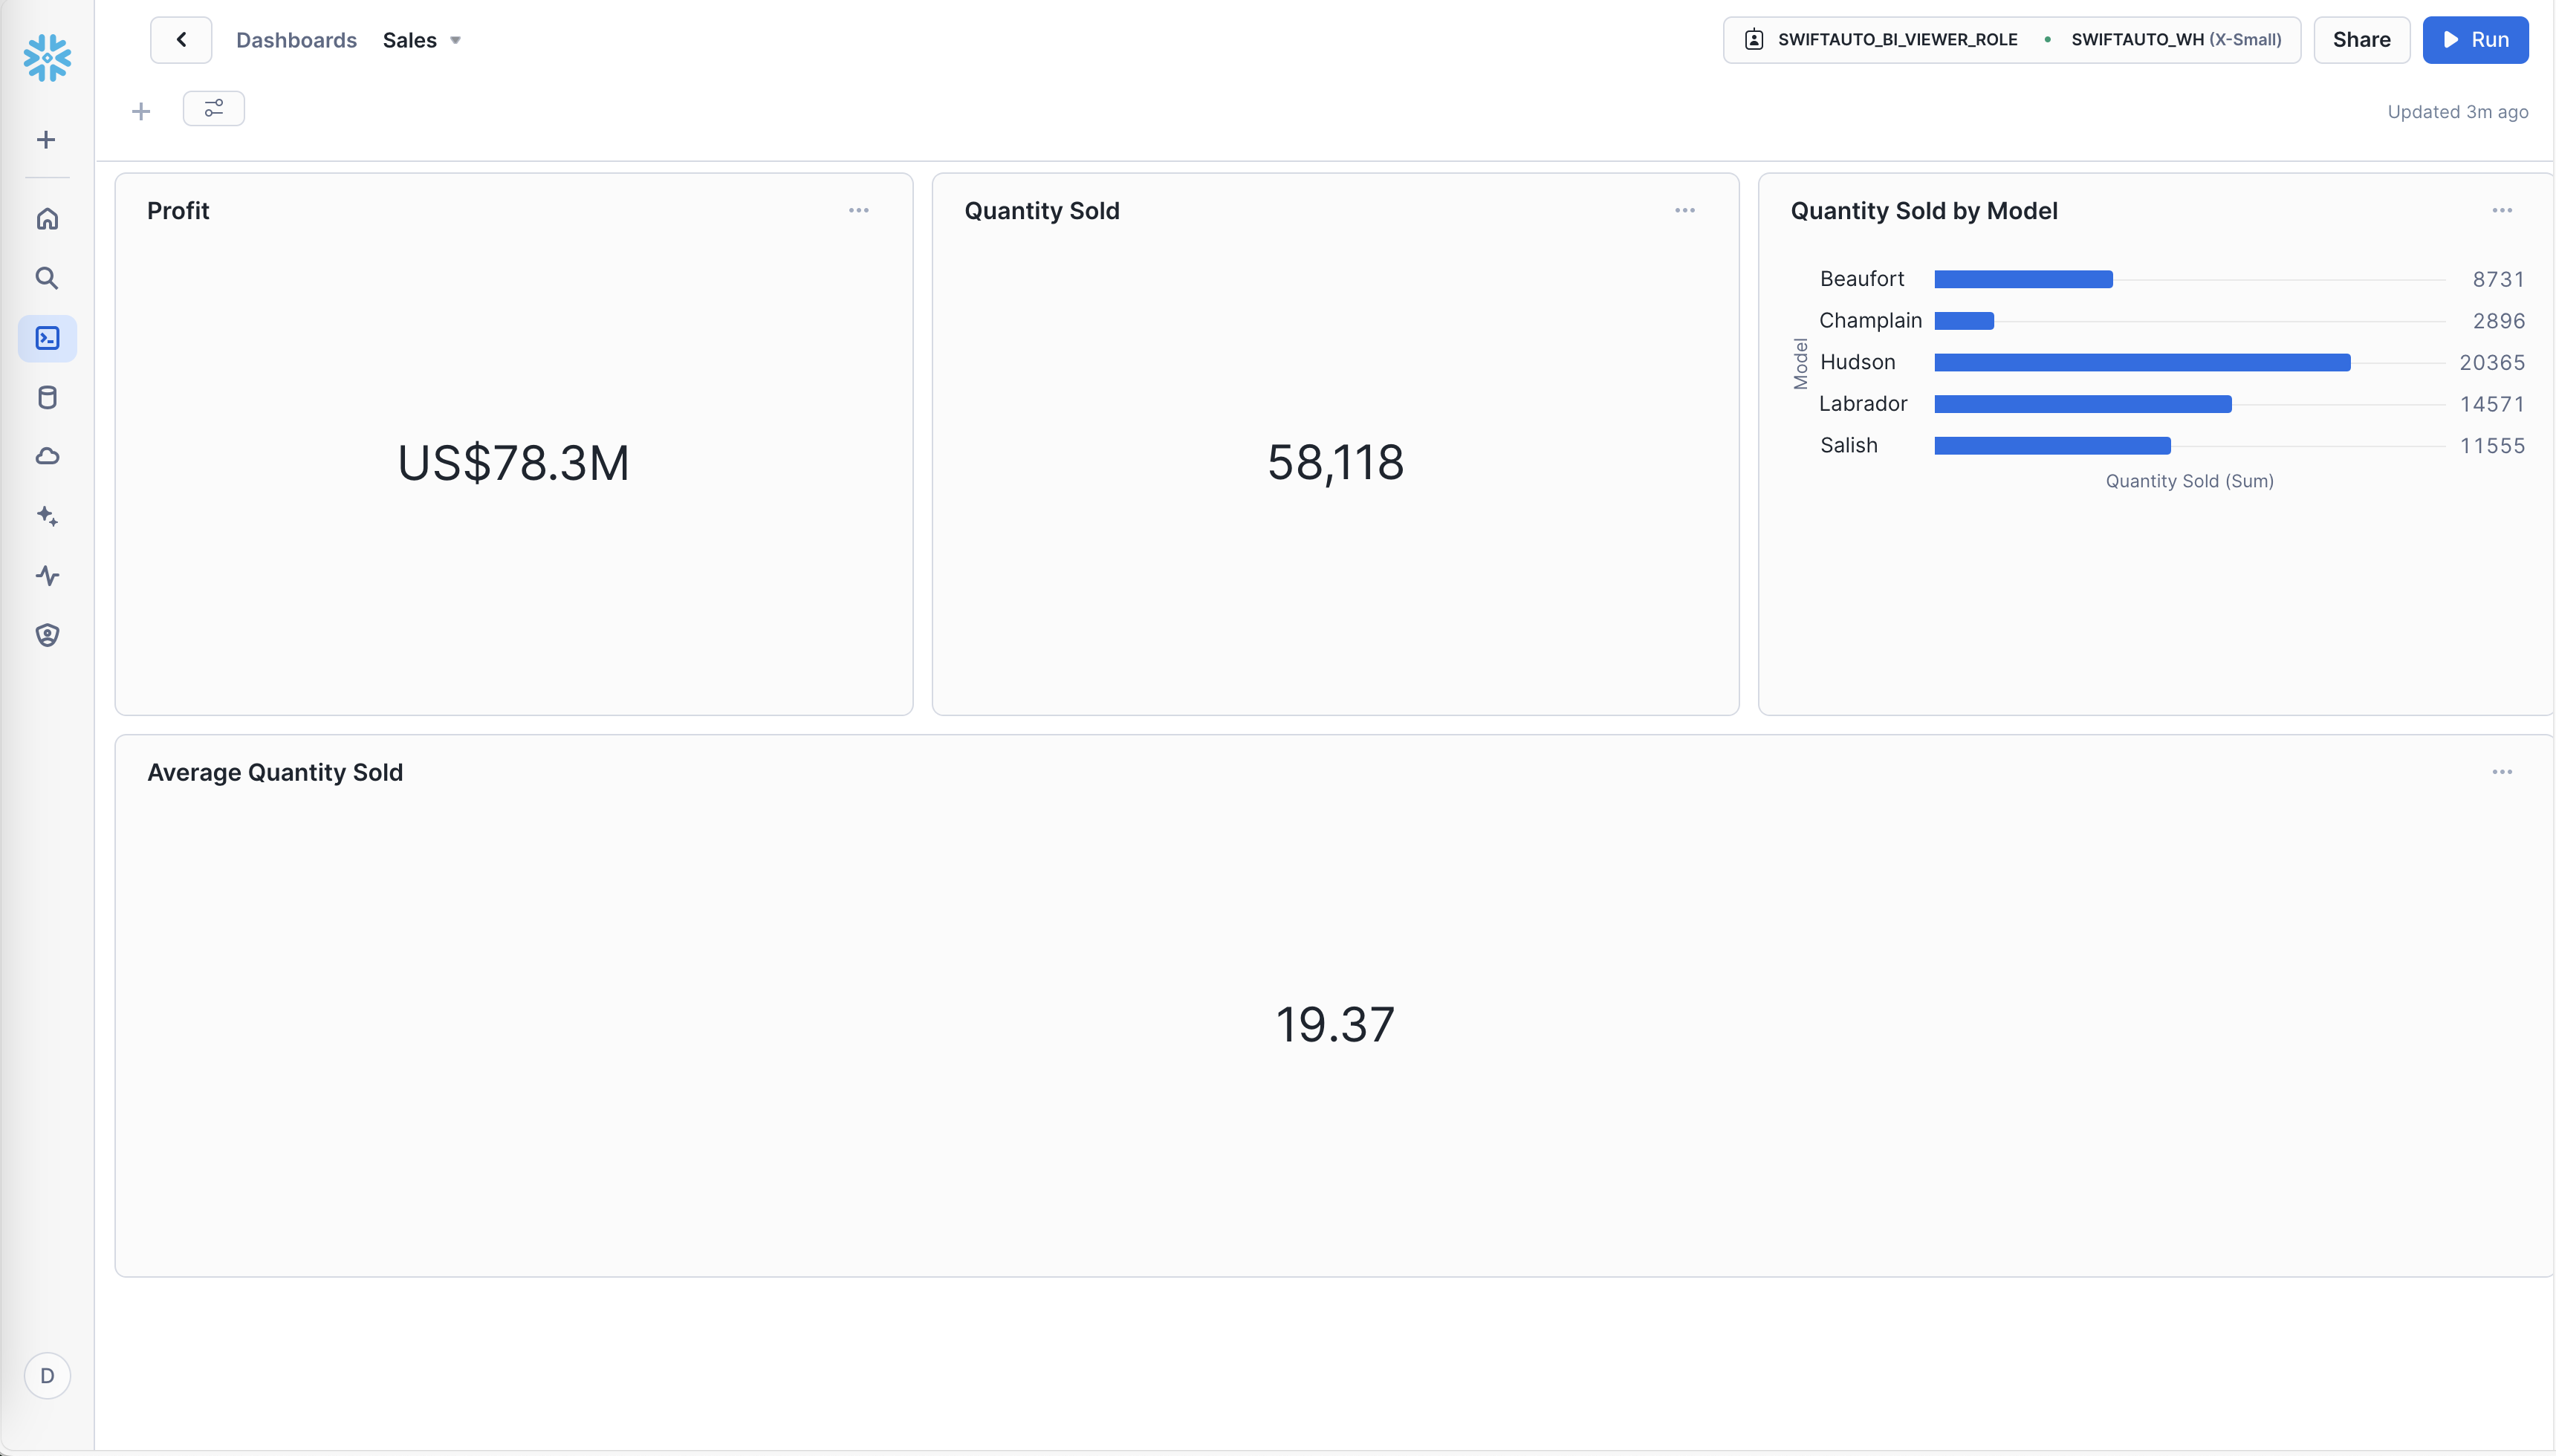 Dashboards Sales
SWIFTAUTO_BI_VIEWER_ROLE • SWIFTAUTO_WH (X-Small)
Share
Run
Updated 3m ago
Profit
US$78.3M
Quantity Sold
58,118
Quantity Sold by Model
Model
Beaufort 8731
Champlain 2896
Hudson 20365
Labrador 14571
Salish 11555
Quantity Sold (Sum)
Average Quantity Sold
19.37
D